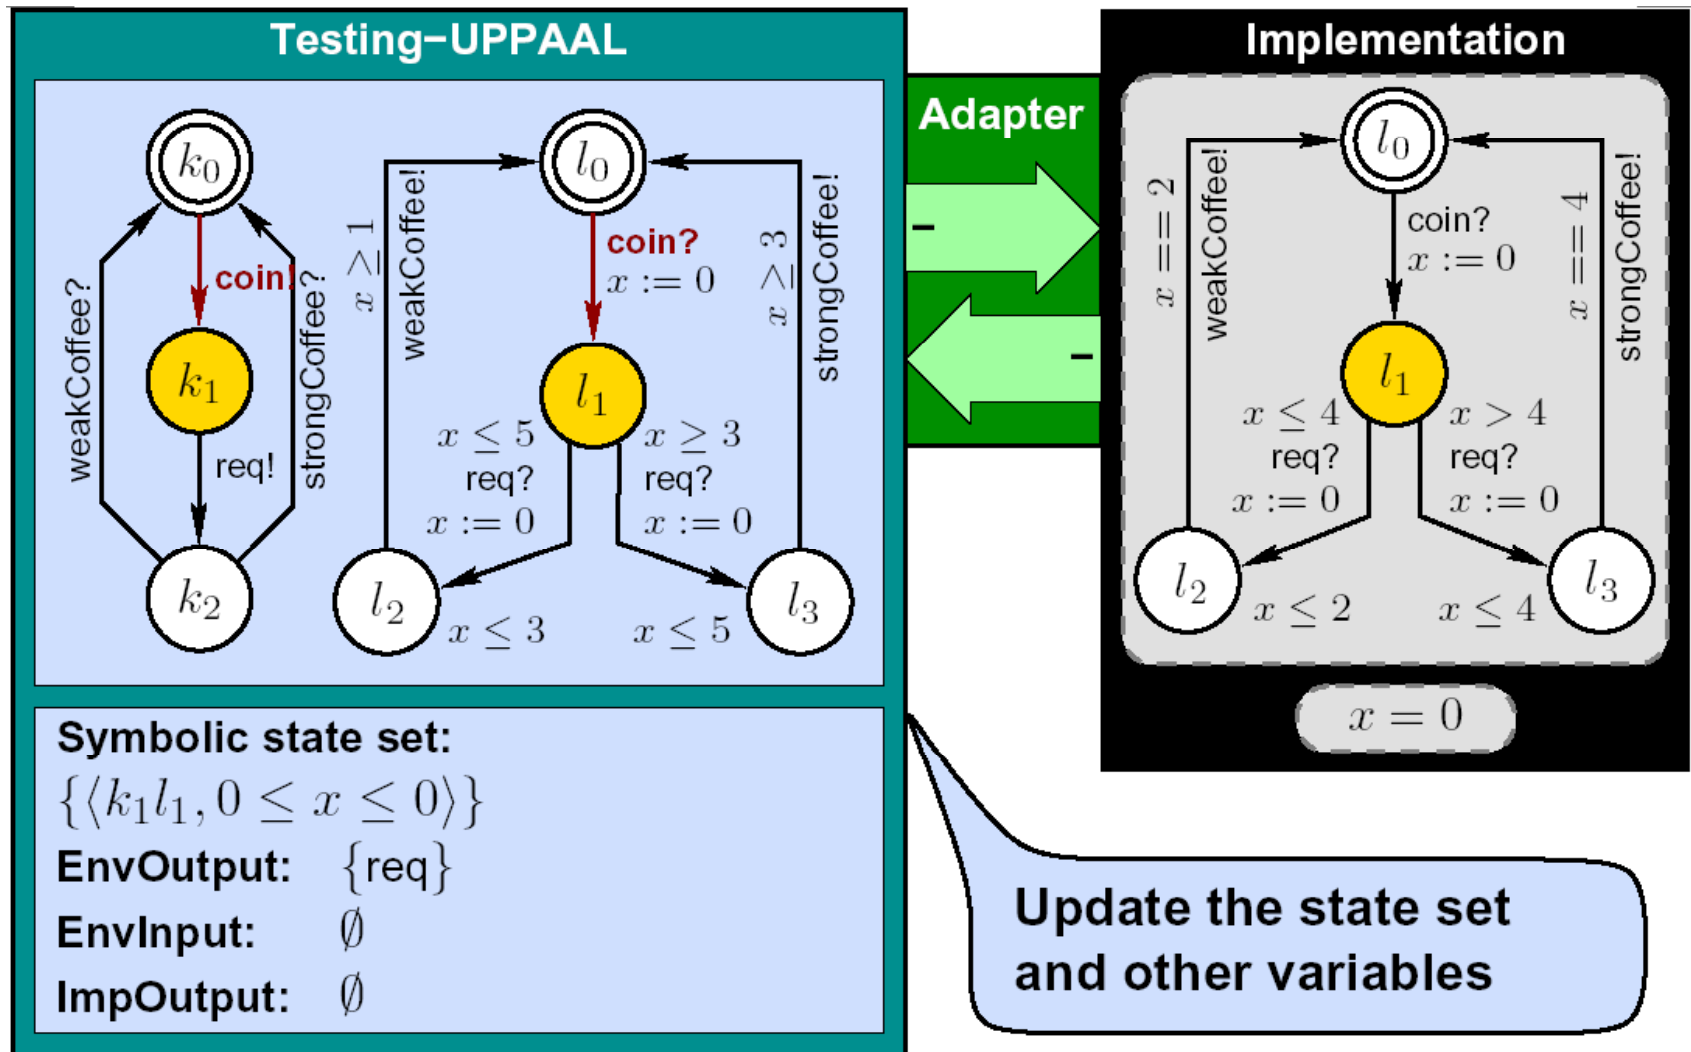 Testing−UPPAAL
k0
coin!
weakCoffee?
strongCoffee?
k1
req!
k2
l0
x ≥ 1
weakCoffee!
coin?
x := 0
x ≥ 3
strongCoffee!
l1
x ≤ 5
req?
x := 0
x ≥ 3
req?
x := 0
l2
x ≤ 3
x ≤ 5
l3
Symbolic state set:
{⟨k1l1, 0 ≤ x ≤ 0⟩}
EnvOutput: {req}
EnvInput: ∅
ImpOutput: ∅
Adapter
−
−
Implementation
l0
x == 2
weakCoffee!
coin?
x := 0
x == 4
strongCoffee!
l1
x ≤ 4
req?
x := 0
x > 4
req?
x := 0
l2
x ≤ 2
x ≤ 4
l3
x = 0
Update the state set
and other variables